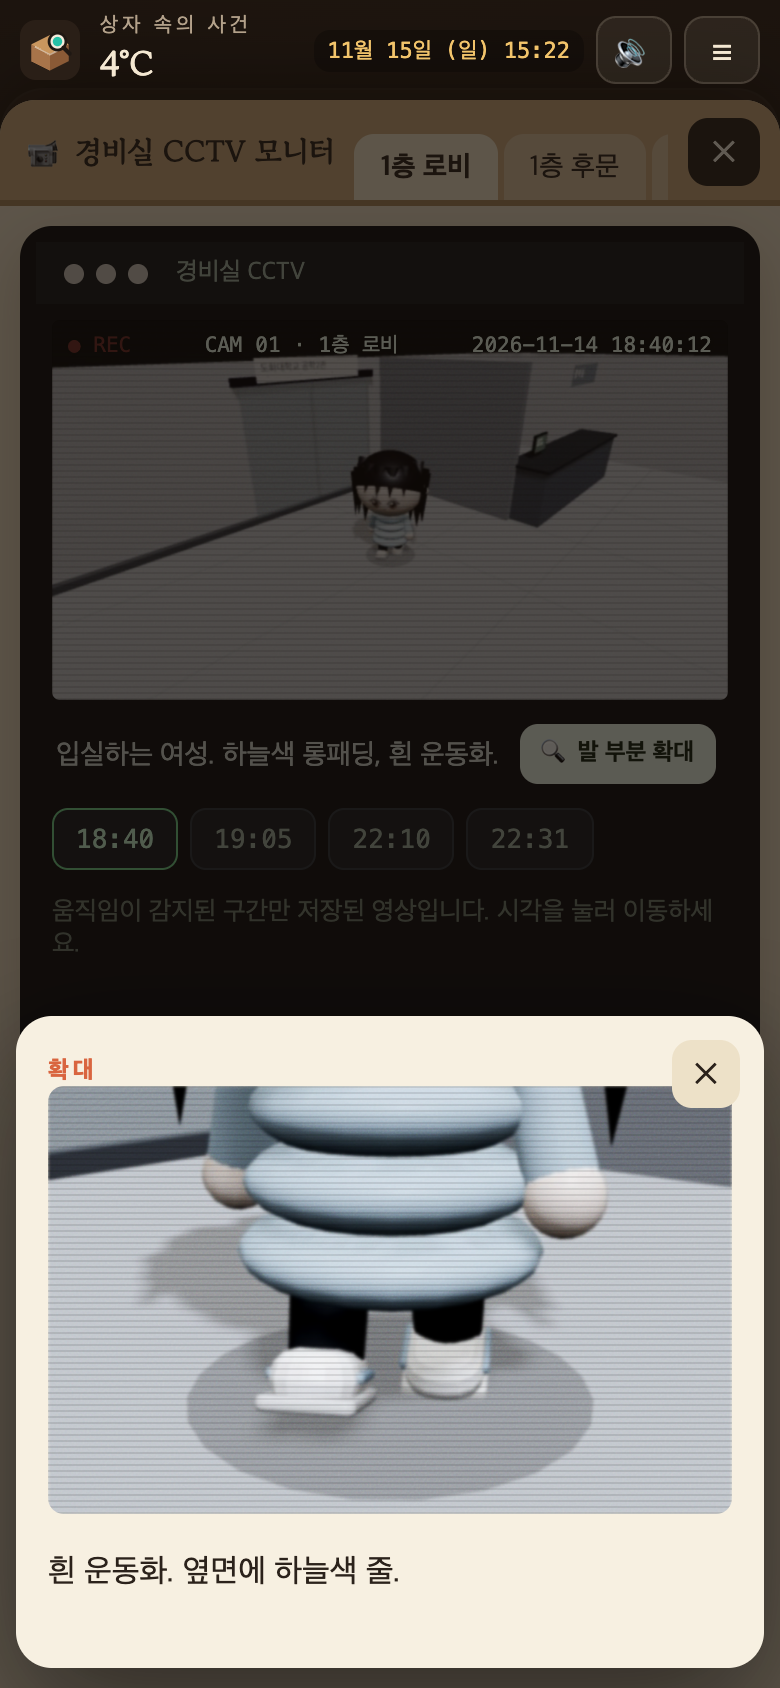 상자 속의 사건
4°C
11월 15일 (일) 15:22
경비실 CCTV 모니터
1층 로비
1층 후문
경비실 CCTV
REC
CAM 01 · 1층 로비
2026-11-14 18:40:12
입실하는 여성. 하늘색 롱패딩, 흰 운동화.
발 부분 확대
18:40
19:05
22:10
22:31
움직임이 감지된 구간만 저장된 영상입니다. 시각을 눌러 이동하세
요.
확대
흰 운동화. 옆면에 하늘색 줄.